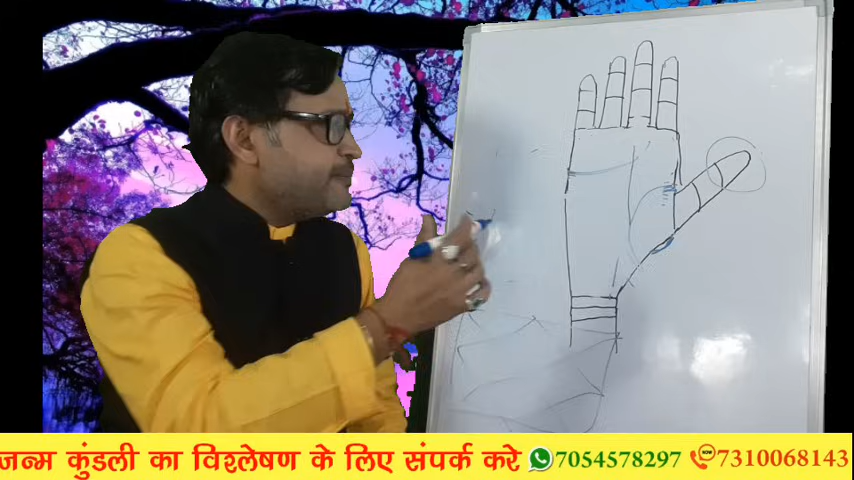 जन्म कुंडली का विश्लेषण के लिए संपर्क करे 7054578297 7310068143